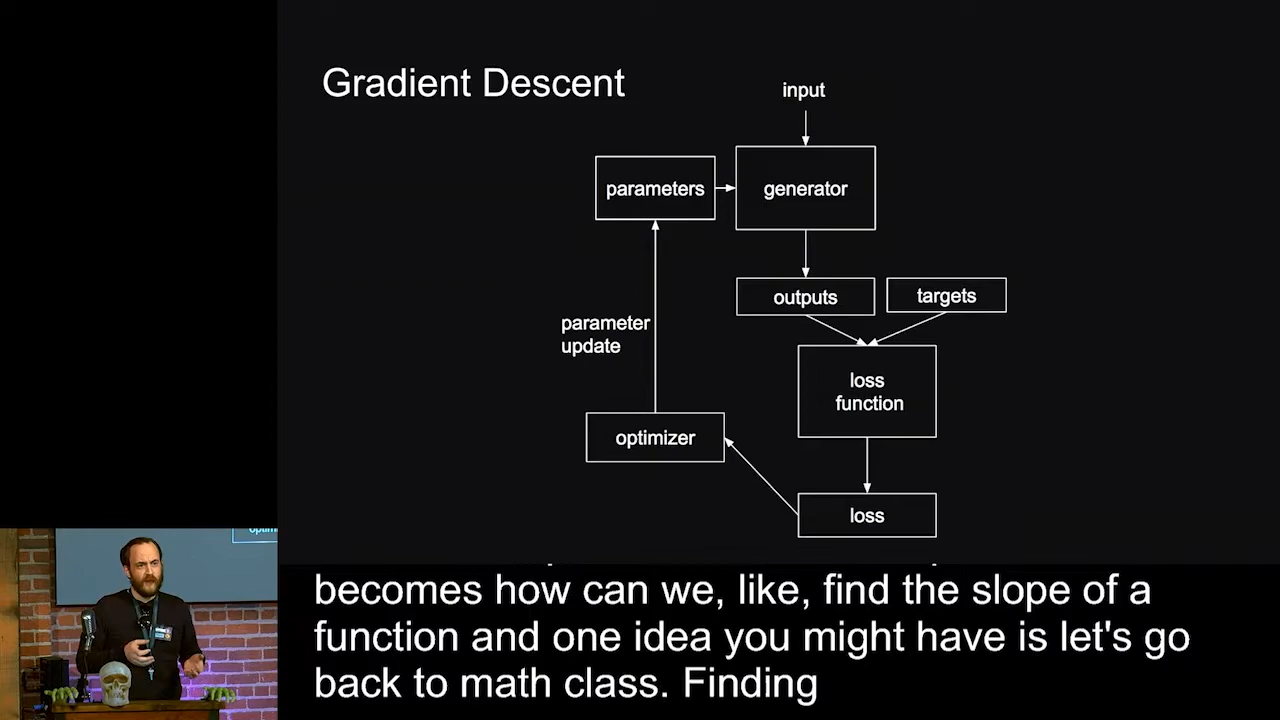 Gradient Descent
input
parameters
generator
outputs
targets
parameter
update
loss
function
optimizer
loss
becomes how can we, like, find the slope of a
function and one idea you might have is let's go
back to math class. Finding